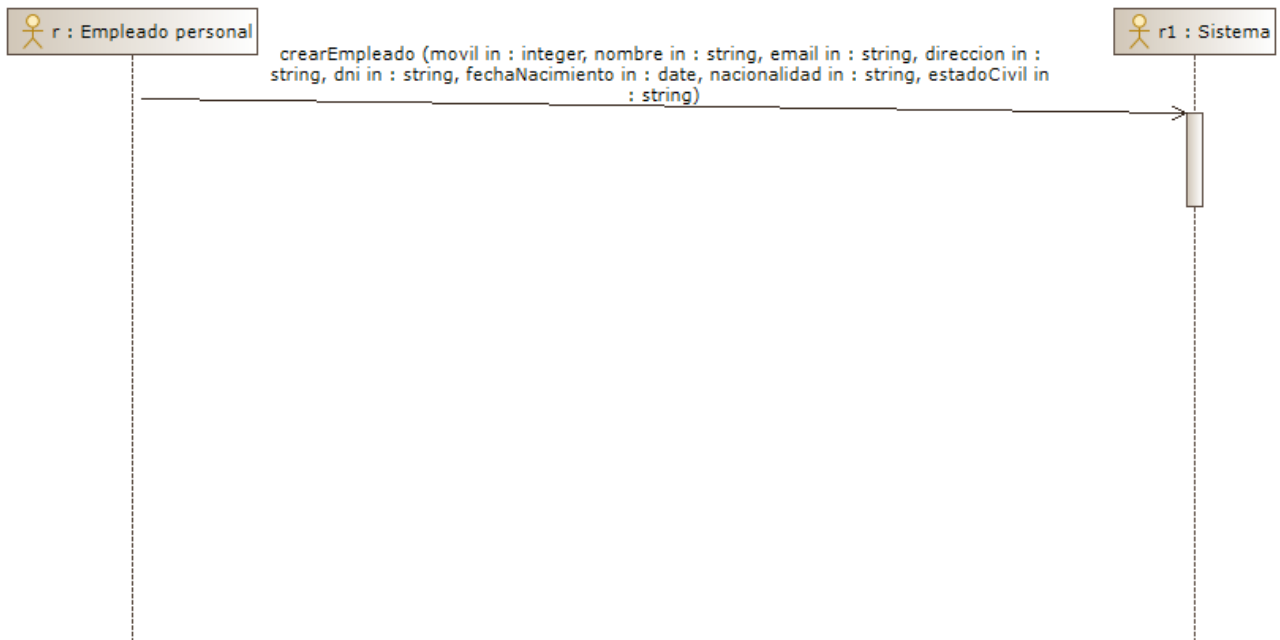 r : Empleado personal
r1 : Sistema
crearEmpleado (movil in : integer, nombre in : string, email in : string, direccion in :
string, dni in : string, fechaNacimiento in : date, nacionalidad in : string, estadoCivil in
: string)